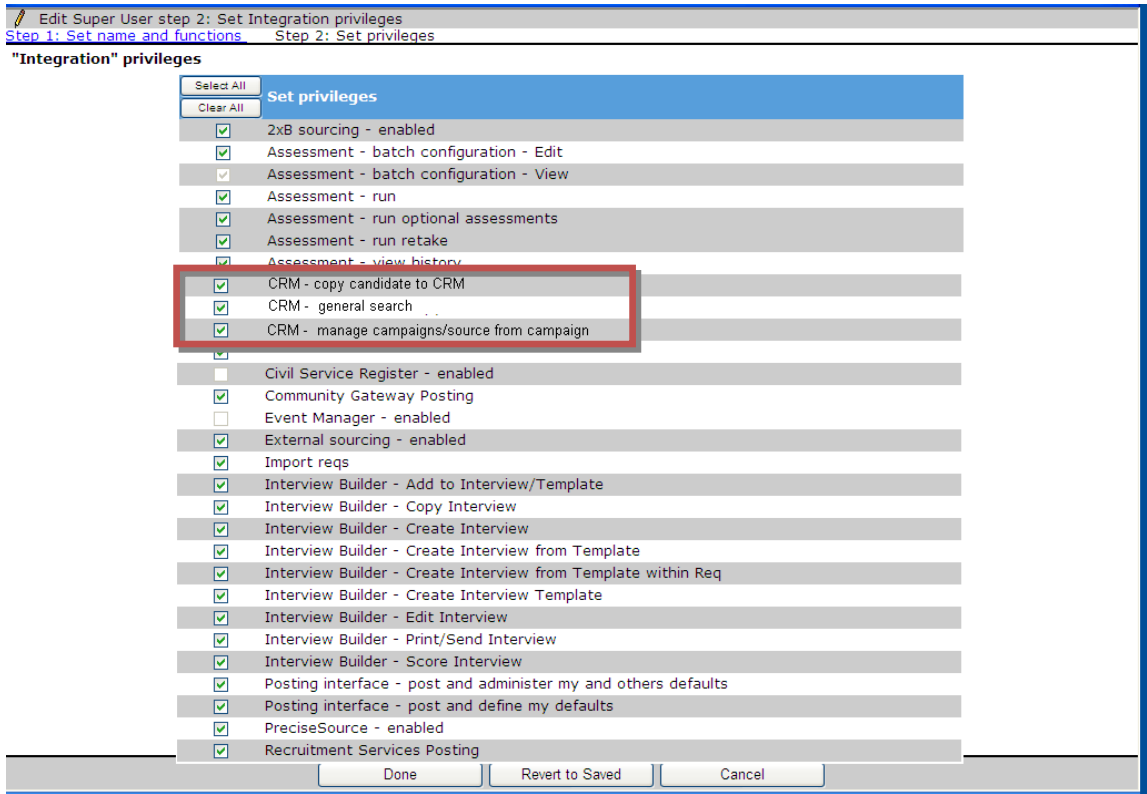 Edit Super User step 2: Set Integration privileges
Step 1: Set name and functions Step 2: Set privileges
"Integration" privileges
Select All
Clear All
Set privileges
2xB sourcing - enabled
Assessment - batch configuration - Edit
Assessment - batch configuration - View
Assessment - run
Assessment - run optional assessments
Assessment - run retake
Assessment - view history
CRM - copy candidate to CRM
CRM - general search
CRM - manage campaigns/source from campaign
Civil Service Register - enabled
Community Gateway Posting
Event Manager - enabled
External sourcing - enabled
Import reqs
Interview Builder - Add to Interview/Template
Interview Builder - Copy Interview
Interview Builder - Create Interview
Interview Builder - Create Interview from Template
Interview Builder - Create Interview from Template within Req
Interview Builder - Create Interview Template
Interview Builder - Edit Interview
Interview Builder - Print/Send Interview
Interview Builder - Score Interview
Posting interface - post and administer my and others defaults
Posting interface - post and define my defaults
PreciseSource - enabled
Recruitment Services Posting
Done Revert to Saved Cancel